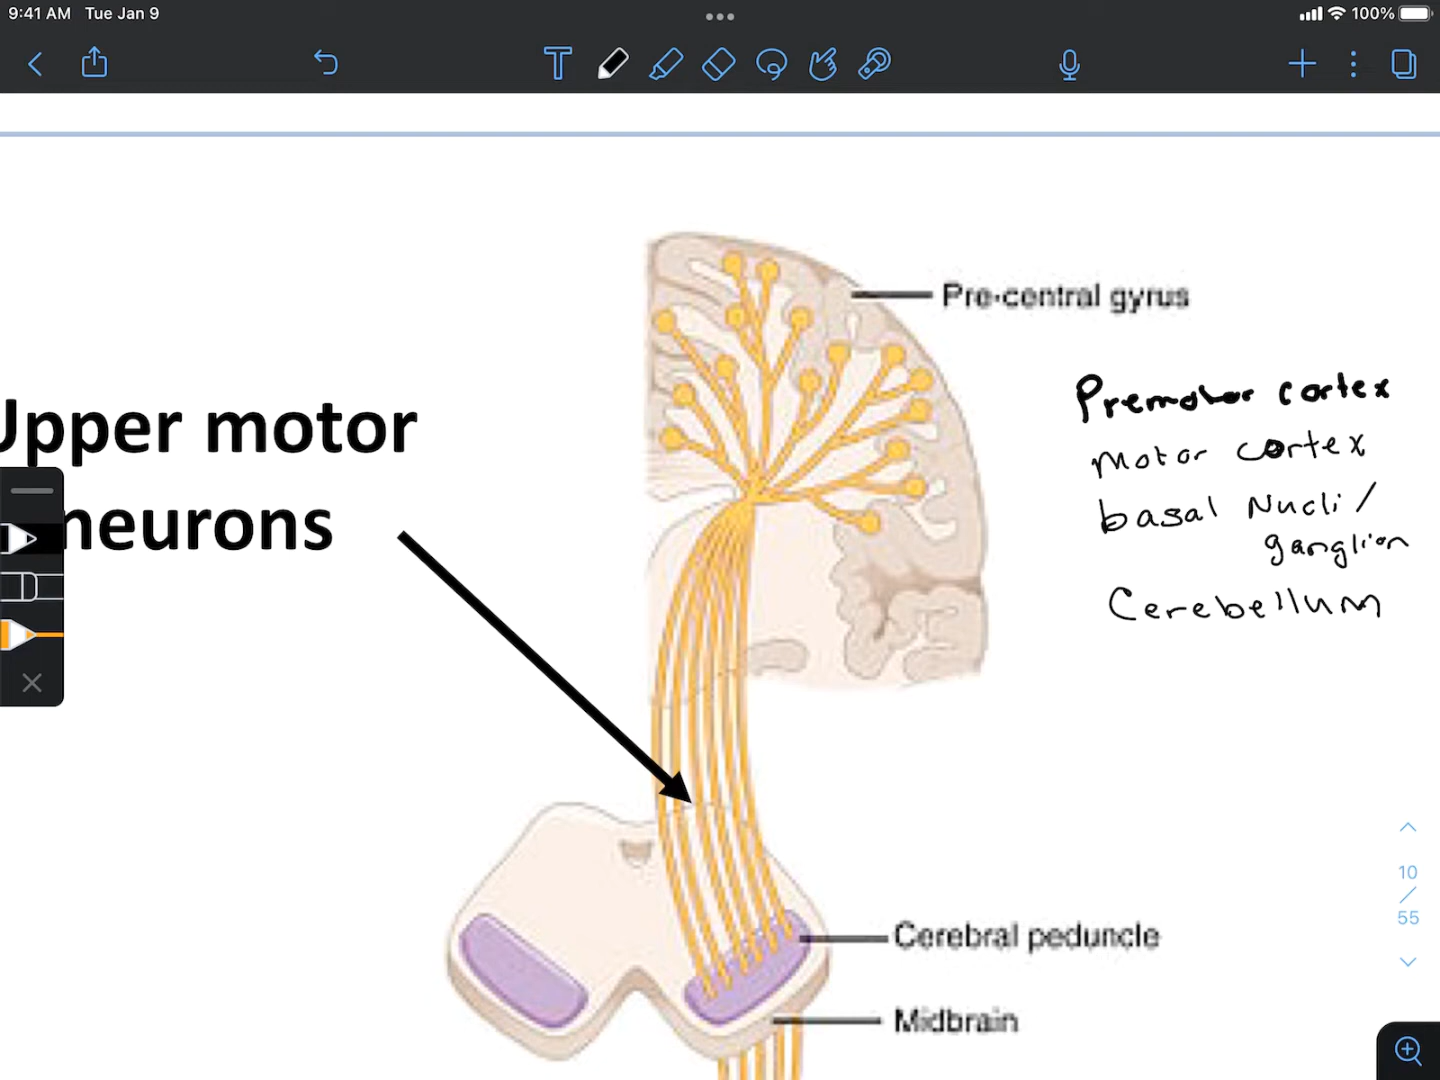 9:41 AM Tue Jan 9
100%
Pre-central gyrus
Premotor cortex
Upper motor
motor cortex
basal Nucli/
neurons
ganglion
Cerebellum
10
/
55
Cerebral peduncle
Midbrain